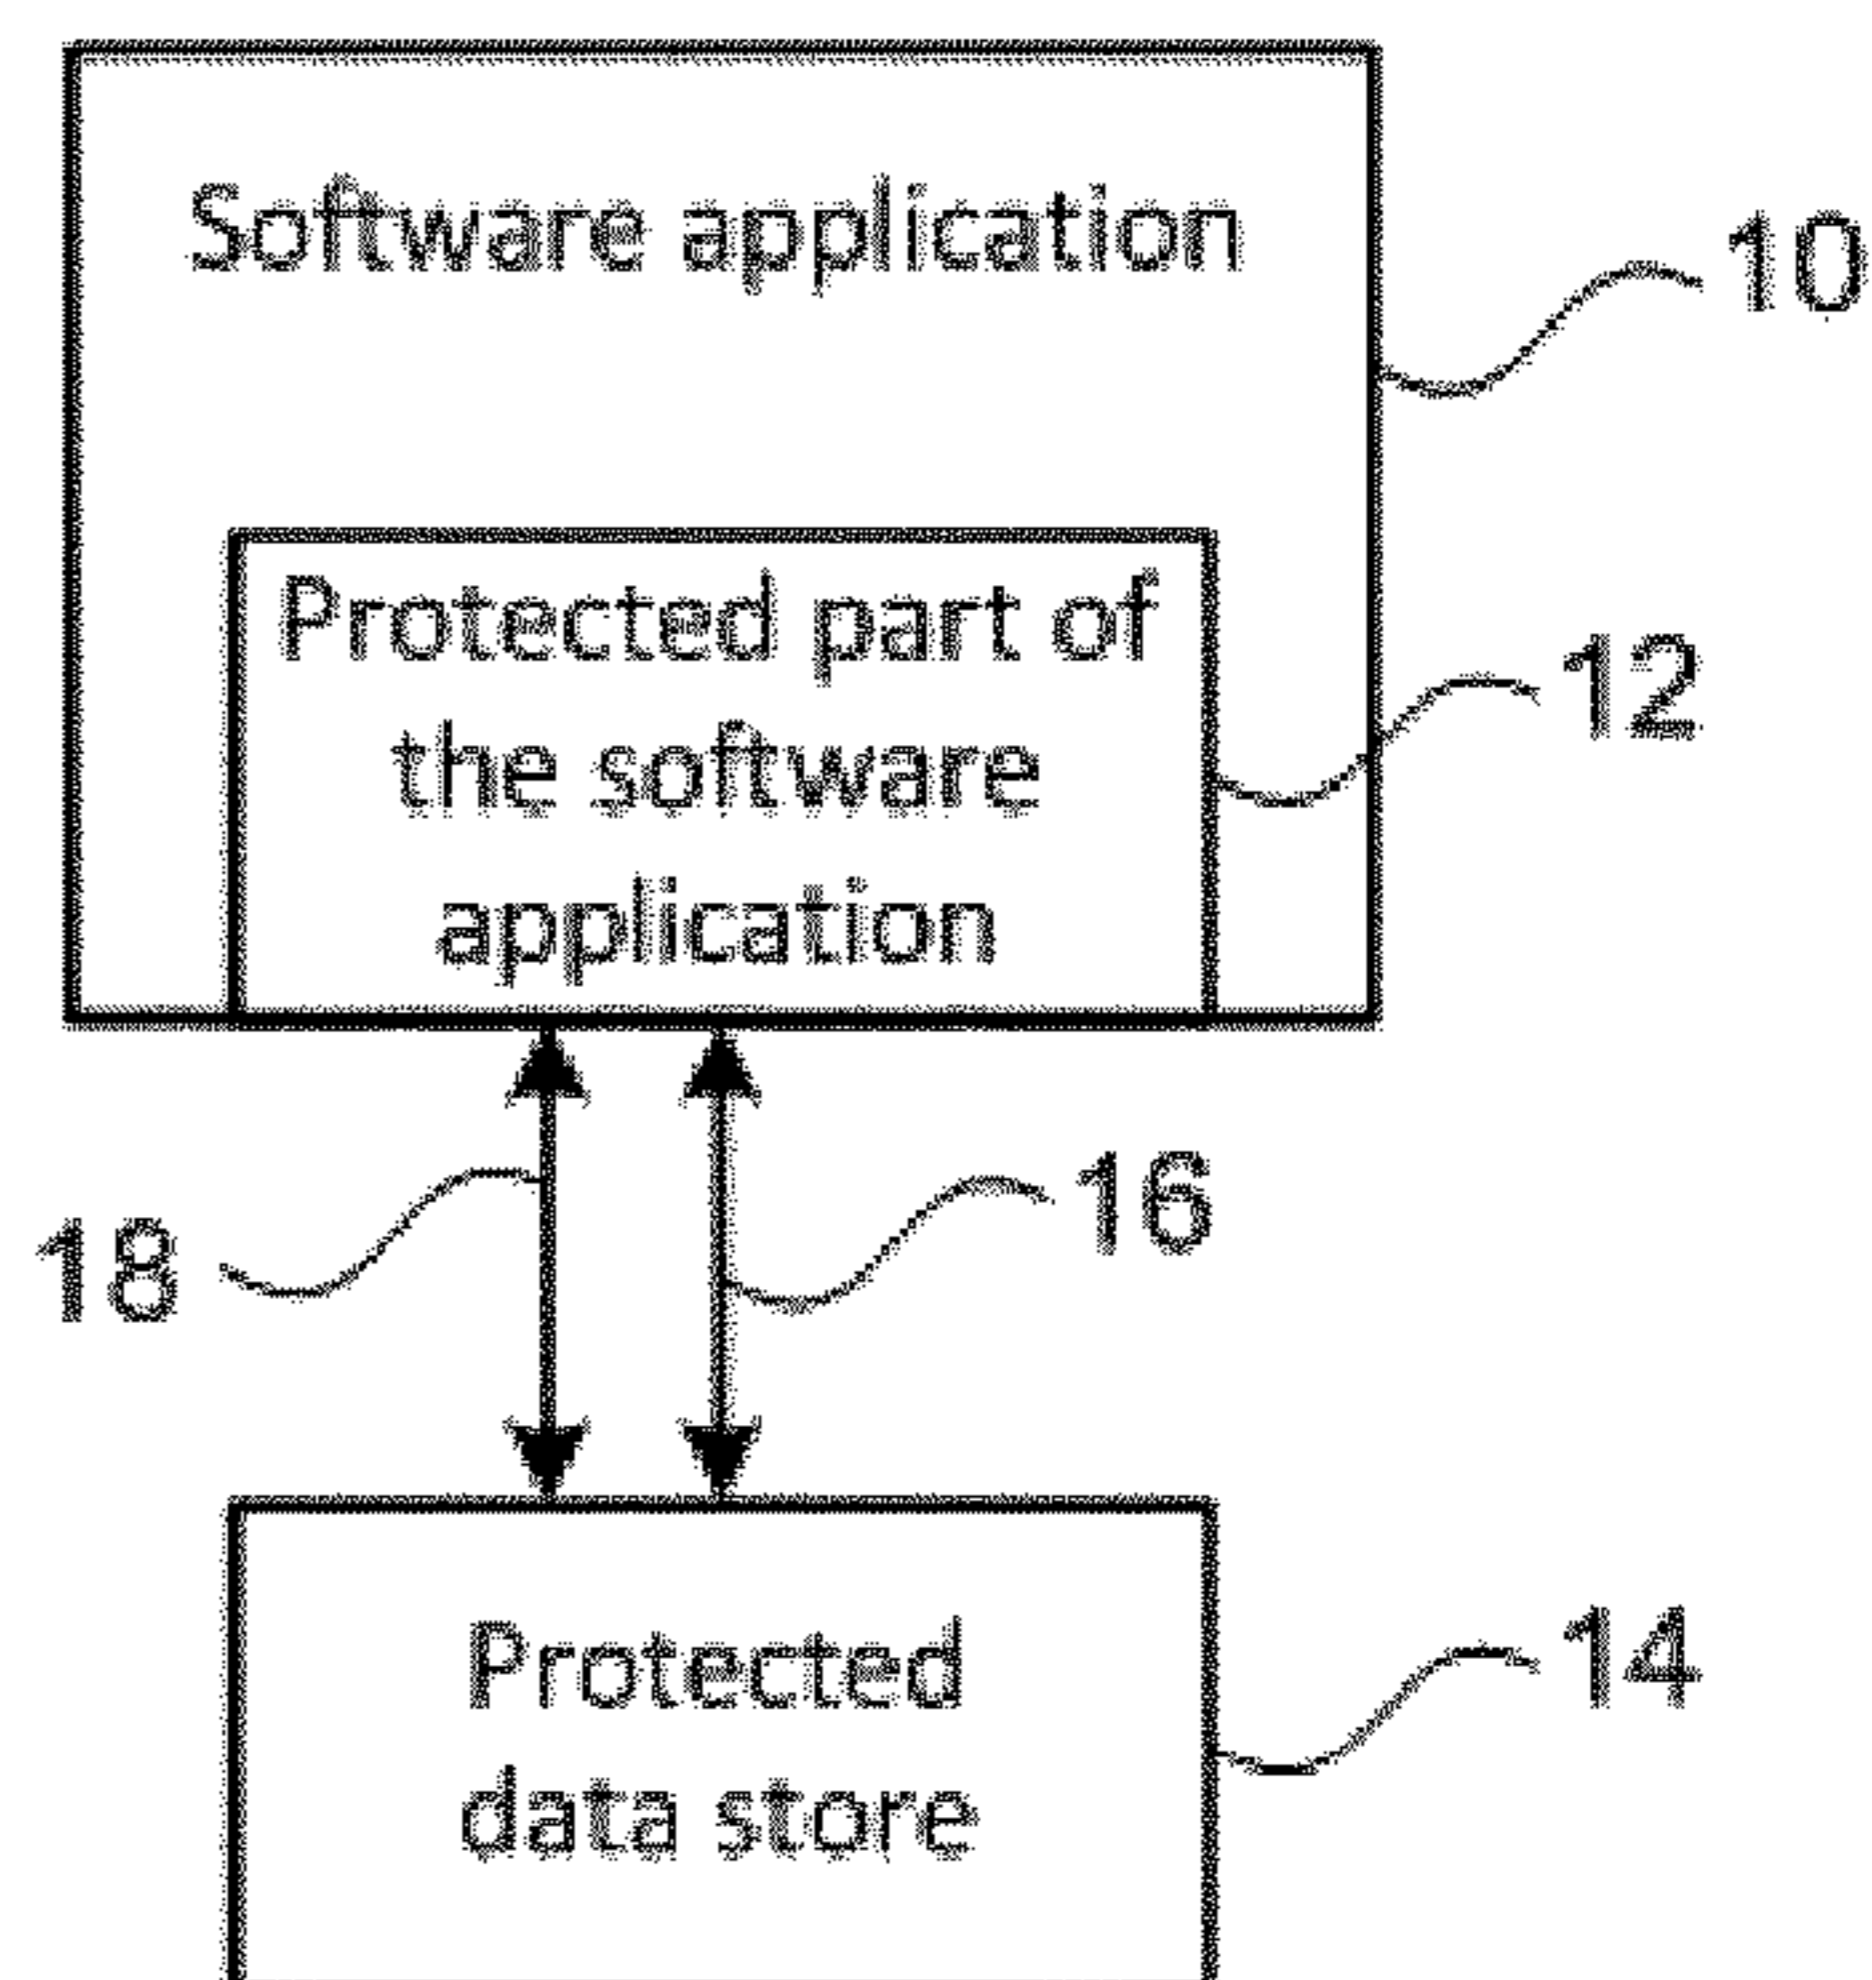 Software application
10
Protected part of
the software
application
12
18
16
Protected
data store
14